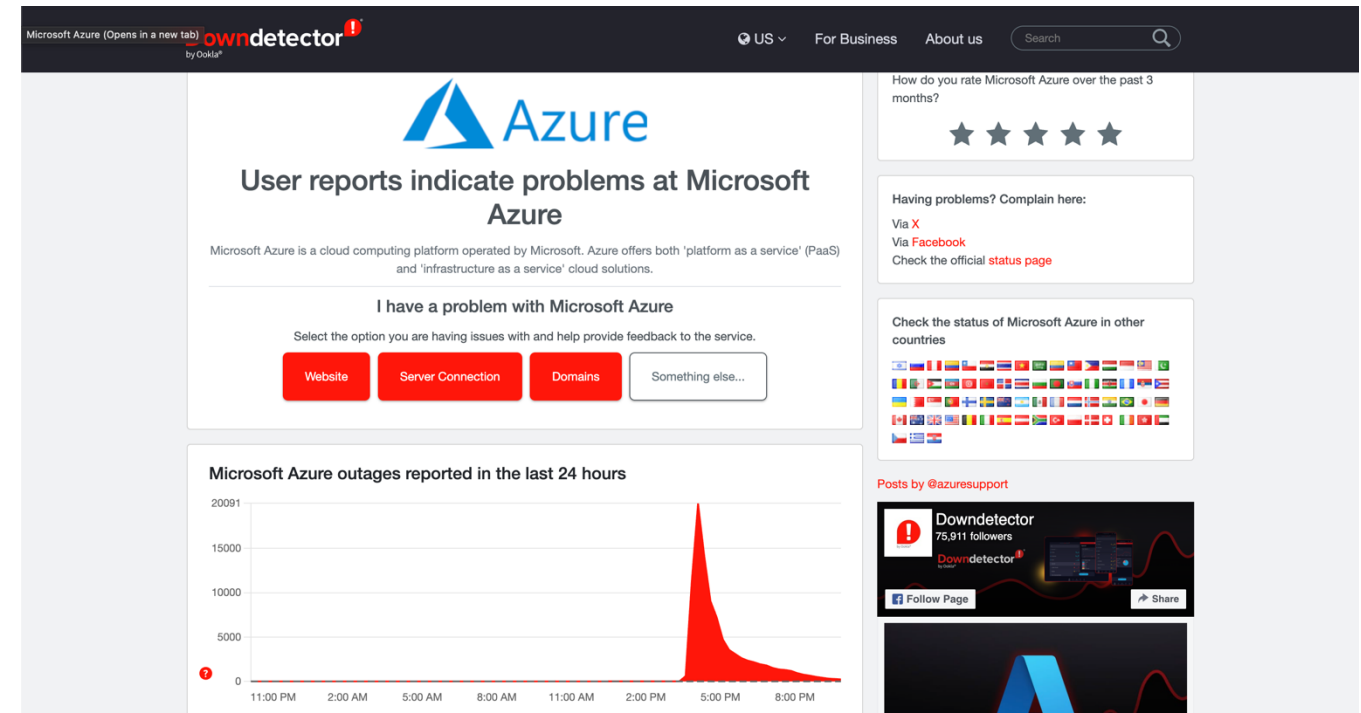 Microsoft Azure (Opens in a new tab)
Downdetector
by Ookla®
US
For Business
About us
Search
Azure
User reports indicate problems at Microsoft
Azure
Microsoft Azure is a cloud computing platform operated by Microsoft. Azure offers both 'platform as a service' (PaaS)
and 'infrastructure as a service' cloud solutions.
I have a problem with Microsoft Azure
Select the option you are having issues with and help provide feedback to the service.
Website
Server Connection
Domains
Something else...
Microsoft Azure outages reported in the last 24 hours
20091
15000
10000
5000
0
11:00 PM 2:00 AM 5:00 AM 8:00 AM 11:00 AM 2:00 PM 5:00 PM 8:00 PM
How do you rate Microsoft Azure over the past 3
months?
Having problems? Complain here:
Via X
Via Facebook
Check the official status page
Check the status of Microsoft Azure in other
countries
Posts by @azuresupport
Downdetector
75,911 followers
Downdetector
Follow Page
Share